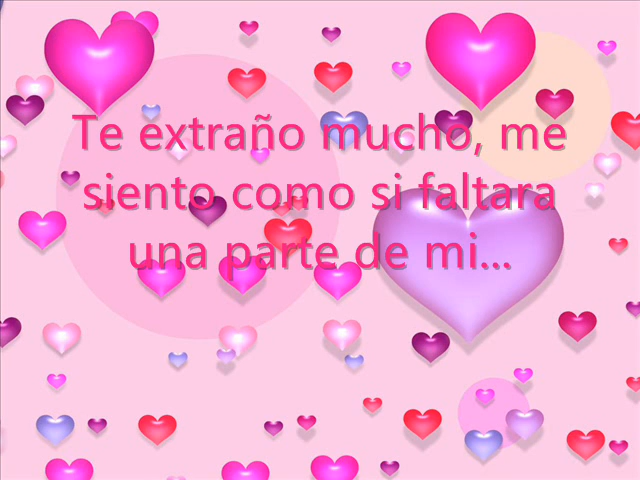 Te extraño mucho, me
siento como si faltara
una parte de mi...